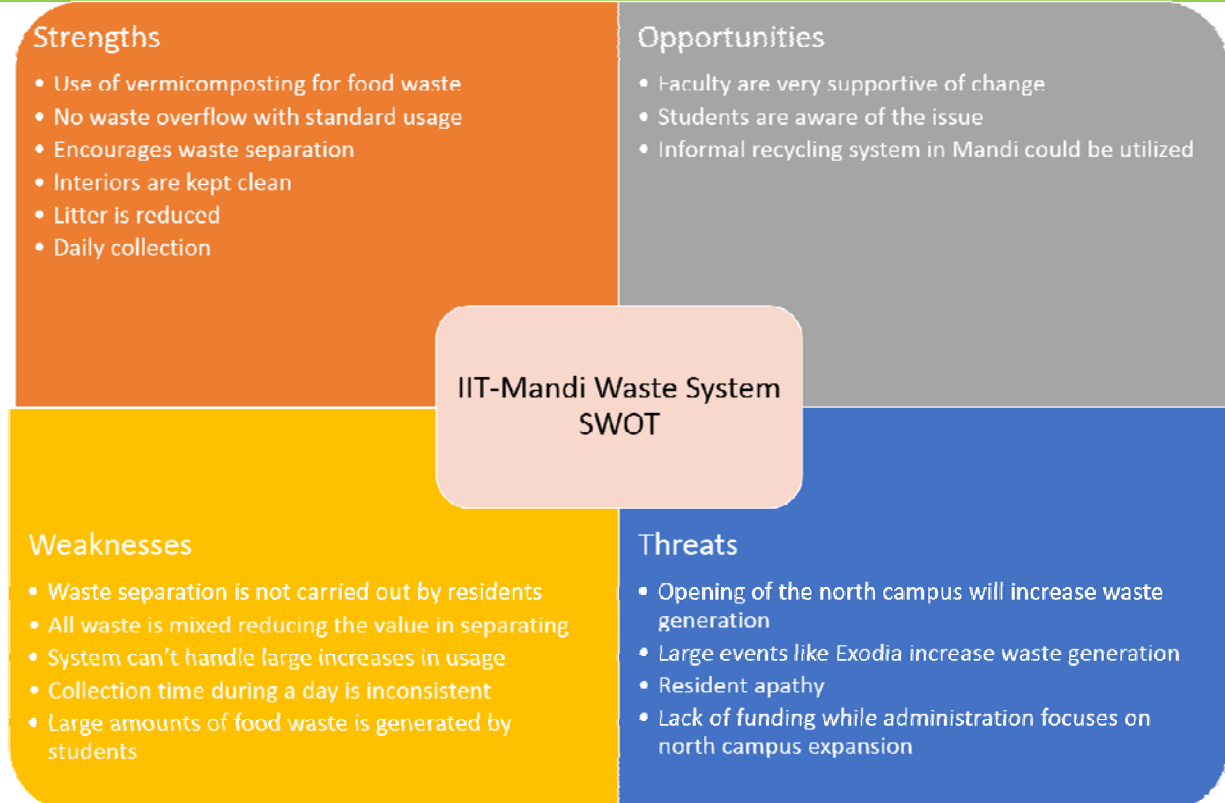 Strengths
• Use of vermicomposting for food waste
• No waste overflow with standard usage
• Encourages waste separation
• Interiors are kept clean
• Litter is reduced
• Daily collection
Opportunities
• Faculty are very supportive of change
• Students are aware of the issue
• Informal recycling system in Mandi could be utilized
IIT-Mandi Waste System
SWOT
Weaknesses
• Waste separation is not carried out by residents
• All waste is mixed reducing the value in separating
• System can't handle large increases in usage
• Collection time during a day is inconsistent
• Large amounts of food waste is generated by
students
Threats
• Opening of the north campus will increase waste
generation
• Large events like Exodia increase waste generation
• Resident apathy
• Lack of funding while administration focuses on
north campus expansion